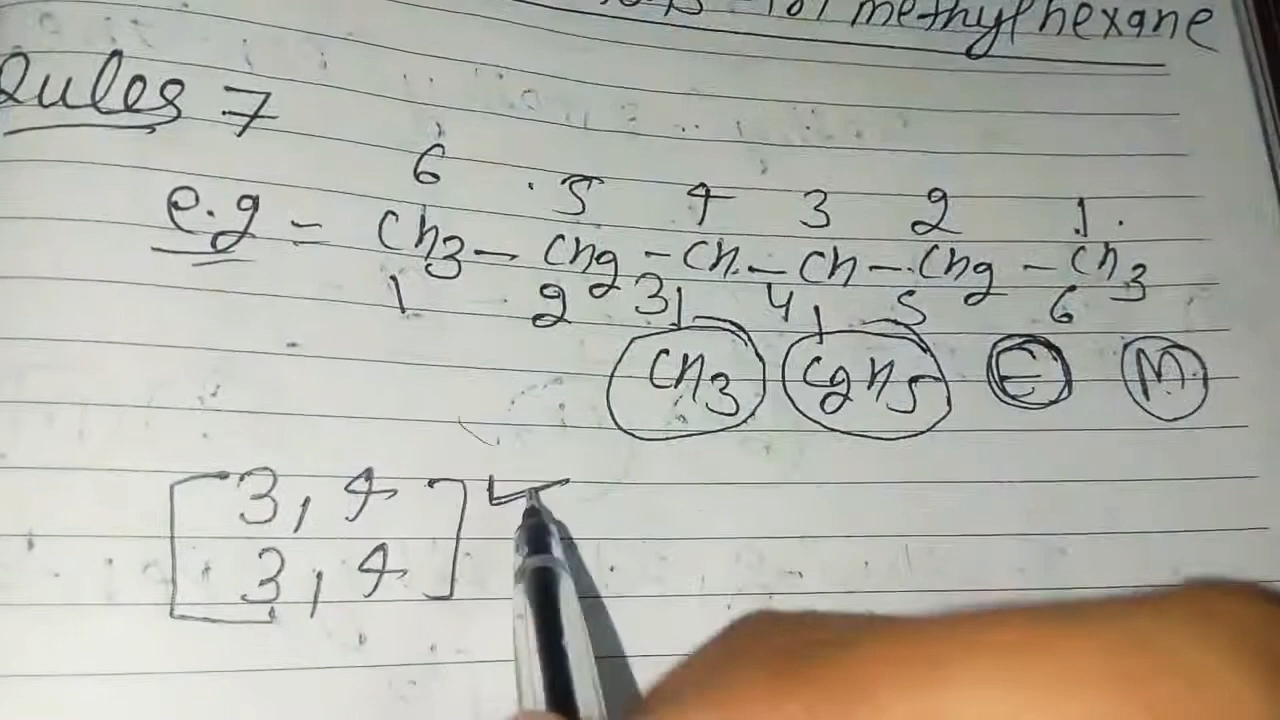 methylhexane
Rules 7
6 5 4 3 2 1.
e.g = CH3 - CH2 - CH - CH - CH2 - CH3
1 2 3 4 5 6
CH3 C2H5 E M
3, 4
3, 4